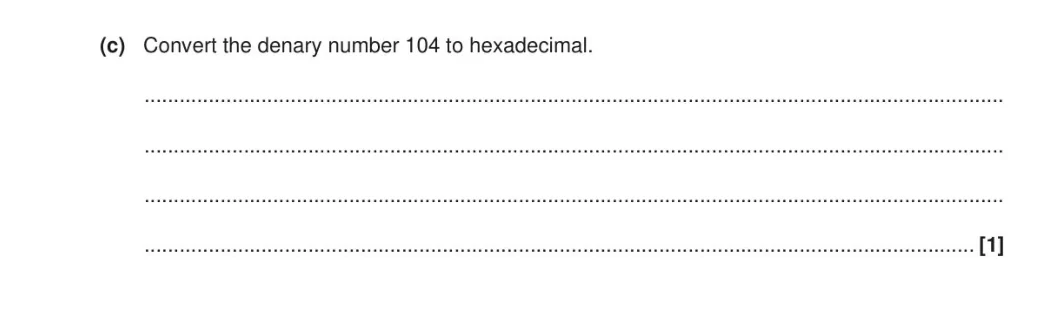 (c) Convert the denary number 104 to hexadecimal.
[1]